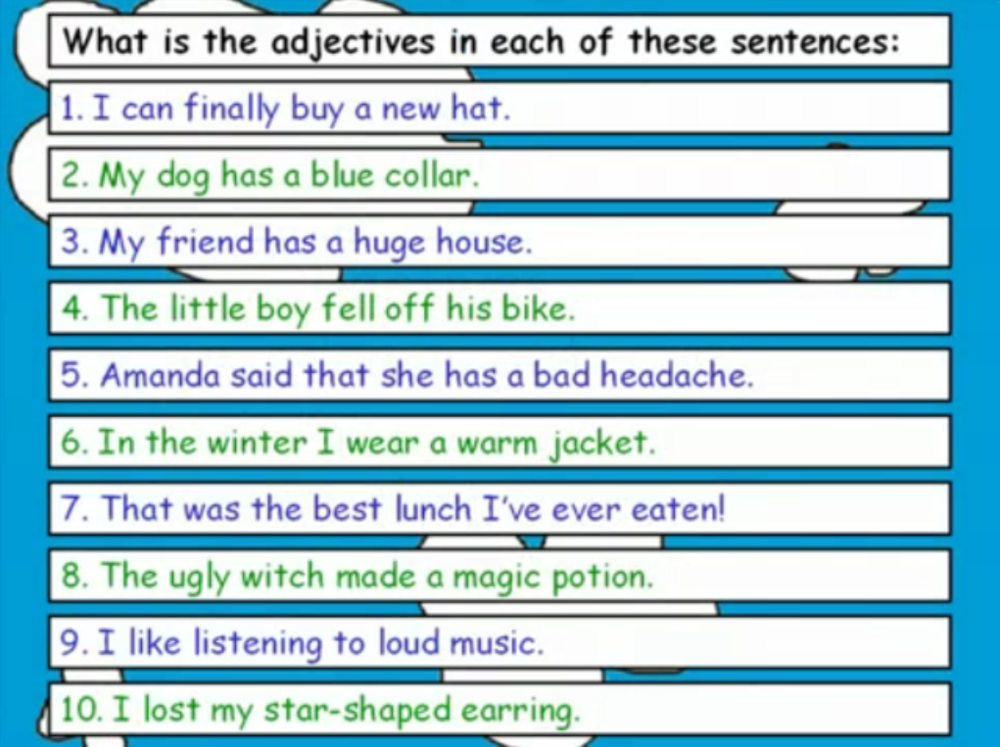 What is the adjectives in each of these sentences:
1. I can finally buy a new hat.
2. My dog has a blue collar.
3. My friend has a huge house.
4. The little boy fell off his bike.
5. Amanda said that she has a bad headache.
6. In the winter I wear a warm jacket.
7. That was the best lunch I've ever eaten!
8. The ugly witch made a magic potion.
9. I like listening to loud music.
10. I lost my star-shaped earring.